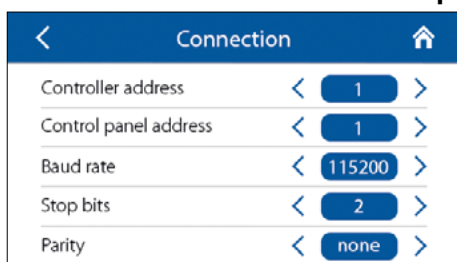 Connection
Controller address 1
Control panel address 1
Baud rate 115200
Stop bits 2
Parity none